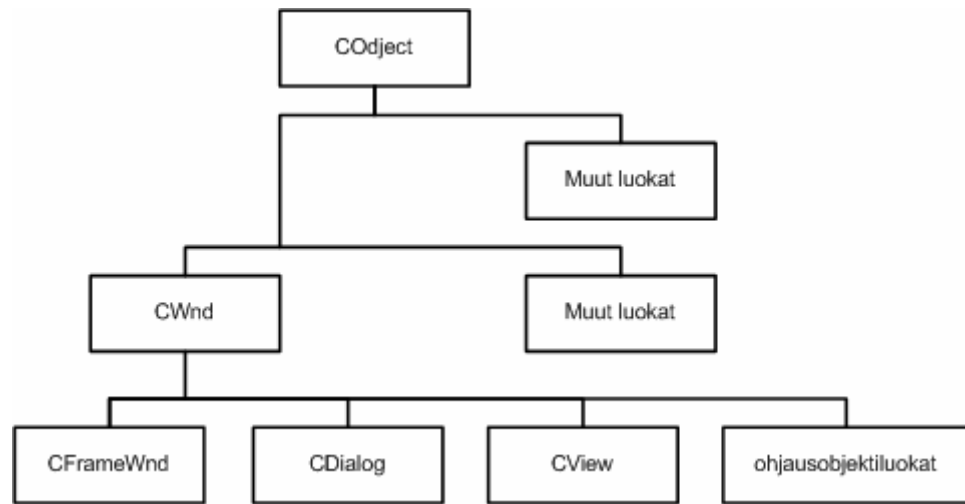 COdject
Muut luokat
CWnd
Muut luokat
CFrameWnd
CDialog
CView
ohjausobjektiluokat